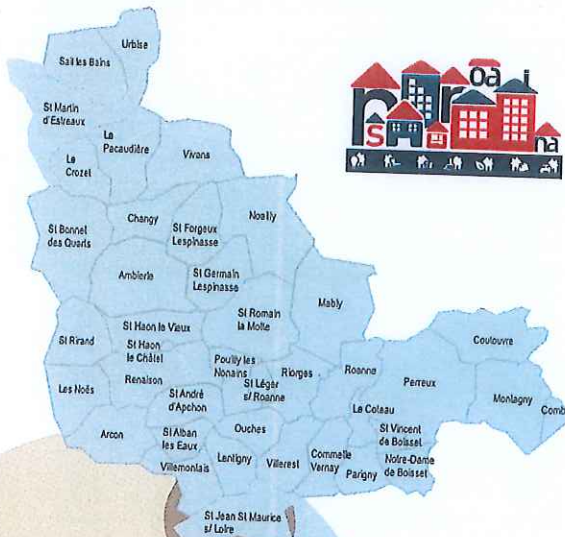 Urbise
Sail les Bains
St Martin
d'Estreaux
La
Pacaudière
Le
Crozet
Vivans
Changy
St Forgeux
Lespinasse
Noailly
St Bonnet
des Quarts
Ambierle
St Germain
Lespinasse
Mably
St Romain
la Motte
St Haon le Vieux
St Rirand
St Haon
le Châtel
Pouilly les
Nonains
Riorges
Roanne
Coutouvre
Perreux
Les Noës
Renaison
St Léger
s/ Roanne
St André
d'Apchon
Le Coteau
Montagny
Arcon
St Alban
les Eaux
Ouches
St Vincent
de Boisset
Villemontais
Lentigny
Villerest
Commelle
Vernay
Parigny
Notre-Dame
de Boisset
St Jean St Maurice
s/ Loire